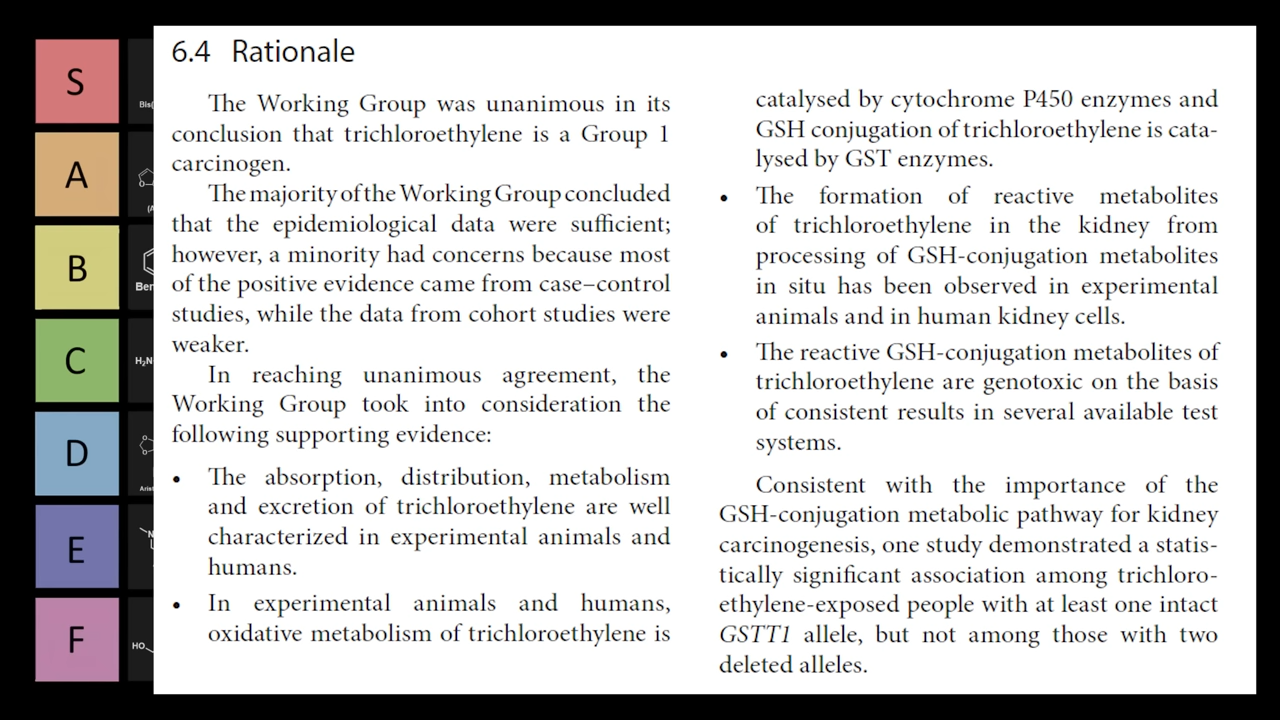 S
A
B
C
D
E
F
Bis(
(A
Ben
H₂N
Arist
N
HO
6.4 Rationale
The Working Group was unanimous in its
conclusion that trichloroethylene is a Group 1
carcinogen.
The majority of the Working Group concluded
that the epidemiological data were sufficient;
however, a minority had concerns because most
of the positive evidence came from case–control
studies, while the data from cohort studies were
weaker.
In reaching unanimous agreement, the
Working Group took into consideration the
following supporting evidence:
• The absorption, distribution, metabolism
and excretion of trichloroethylene are well
characterized in experimental animals and
humans.
• In experimental animals and humans,
oxidative metabolism of trichloroethylene is
catalysed by cytochrome P450 enzymes and
GSH conjugation of trichloroethylene is cata-
lysed by GST enzymes.
• The formation of reactive metabolites
of trichloroethylene in the kidney from
processing of GSH-conjugation metabolites
in situ has been observed in experimental
animals and in human kidney cells.
• The reactive GSH-conjugation metabolites of
trichloroethylene are genotoxic on the basis
of consistent results in several available test
systems.
Consistent with the importance of the
GSH-conjugation metabolic pathway for kidney
carcinogenesis, one study demonstrated a statis-
tically significant association among trichloro-
ethylene-exposed people with at least one intact
GSTT1 allele, but not among those with two
deleted alleles.